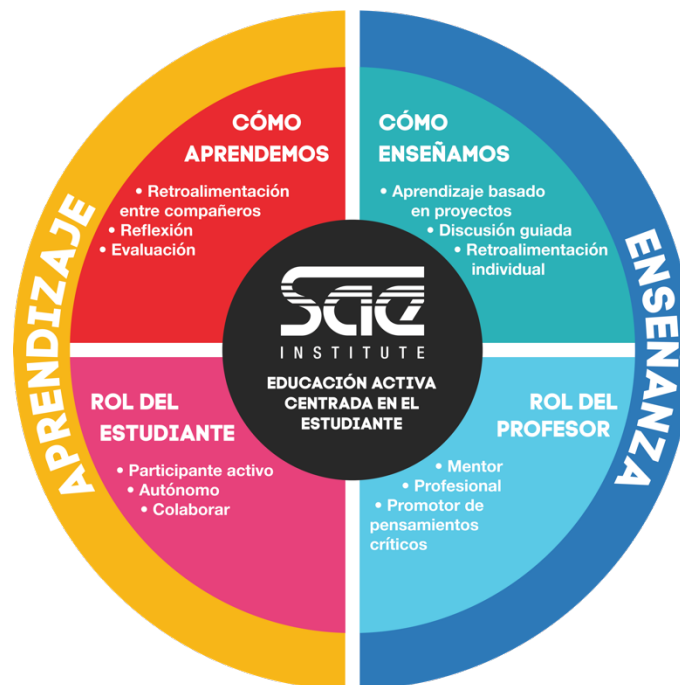 APRENDIZAJE
CÓMO
APRENDEMOS
• Retroalimentación
entre compañeros
• Reflexión
• Evaluación
CÓMO
ENSEÑAMOS
• Aprendizaje basado
en proyectos
• Discusión guiada
• Retroalimentación
individual
ENSEÑANZA
sae
INSTITUTE
EDUCACIÓN ACTIVA
CENTRADA EN EL
ESTUDIANTE
ROL DEL
ESTUDIANTE
• Participante activo
• Autónomo
• Colaborar
ROL DEL
PROFESOR
• Mentor
• Profesional
• Promotor de
pensamientos
críticos